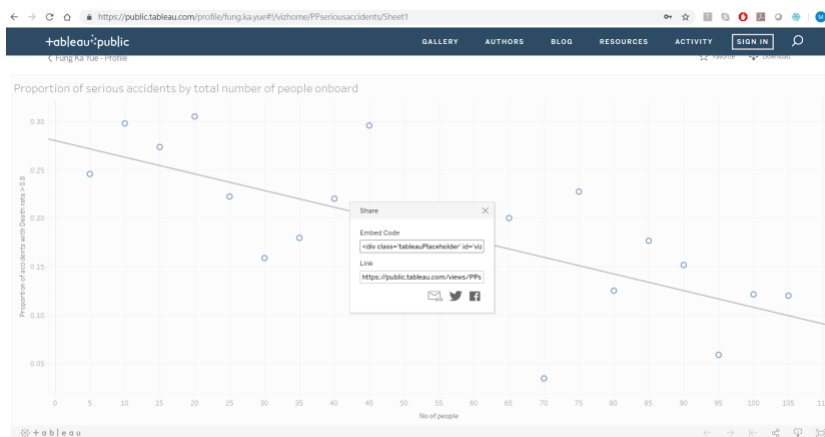 https://public.tableau.com/profile/fung.ka.yue#!/vizhome/PPseriousaccidents/Sheet1
+ableau public
GALLERY AUTHORS BLOG RESOURCES ACTIVITY SIGN IN
Fung Ka Yue - Profile Favorite Download
Proportion of serious accidents by total number of people onboard
Proportion of accidents with Death rate > 0.8
0.30
0.25
0.20
0.15
0.10
0.05
Share
Embed Code
<div class='tableauPlaceholder' id='viz
Link
https://public.tableau.com/views/PPs
0 5 10 15 20 25 30 35 40 45 50 55 60 65 70 75 80 85 90 95 100 105 11
No of people
+ableau